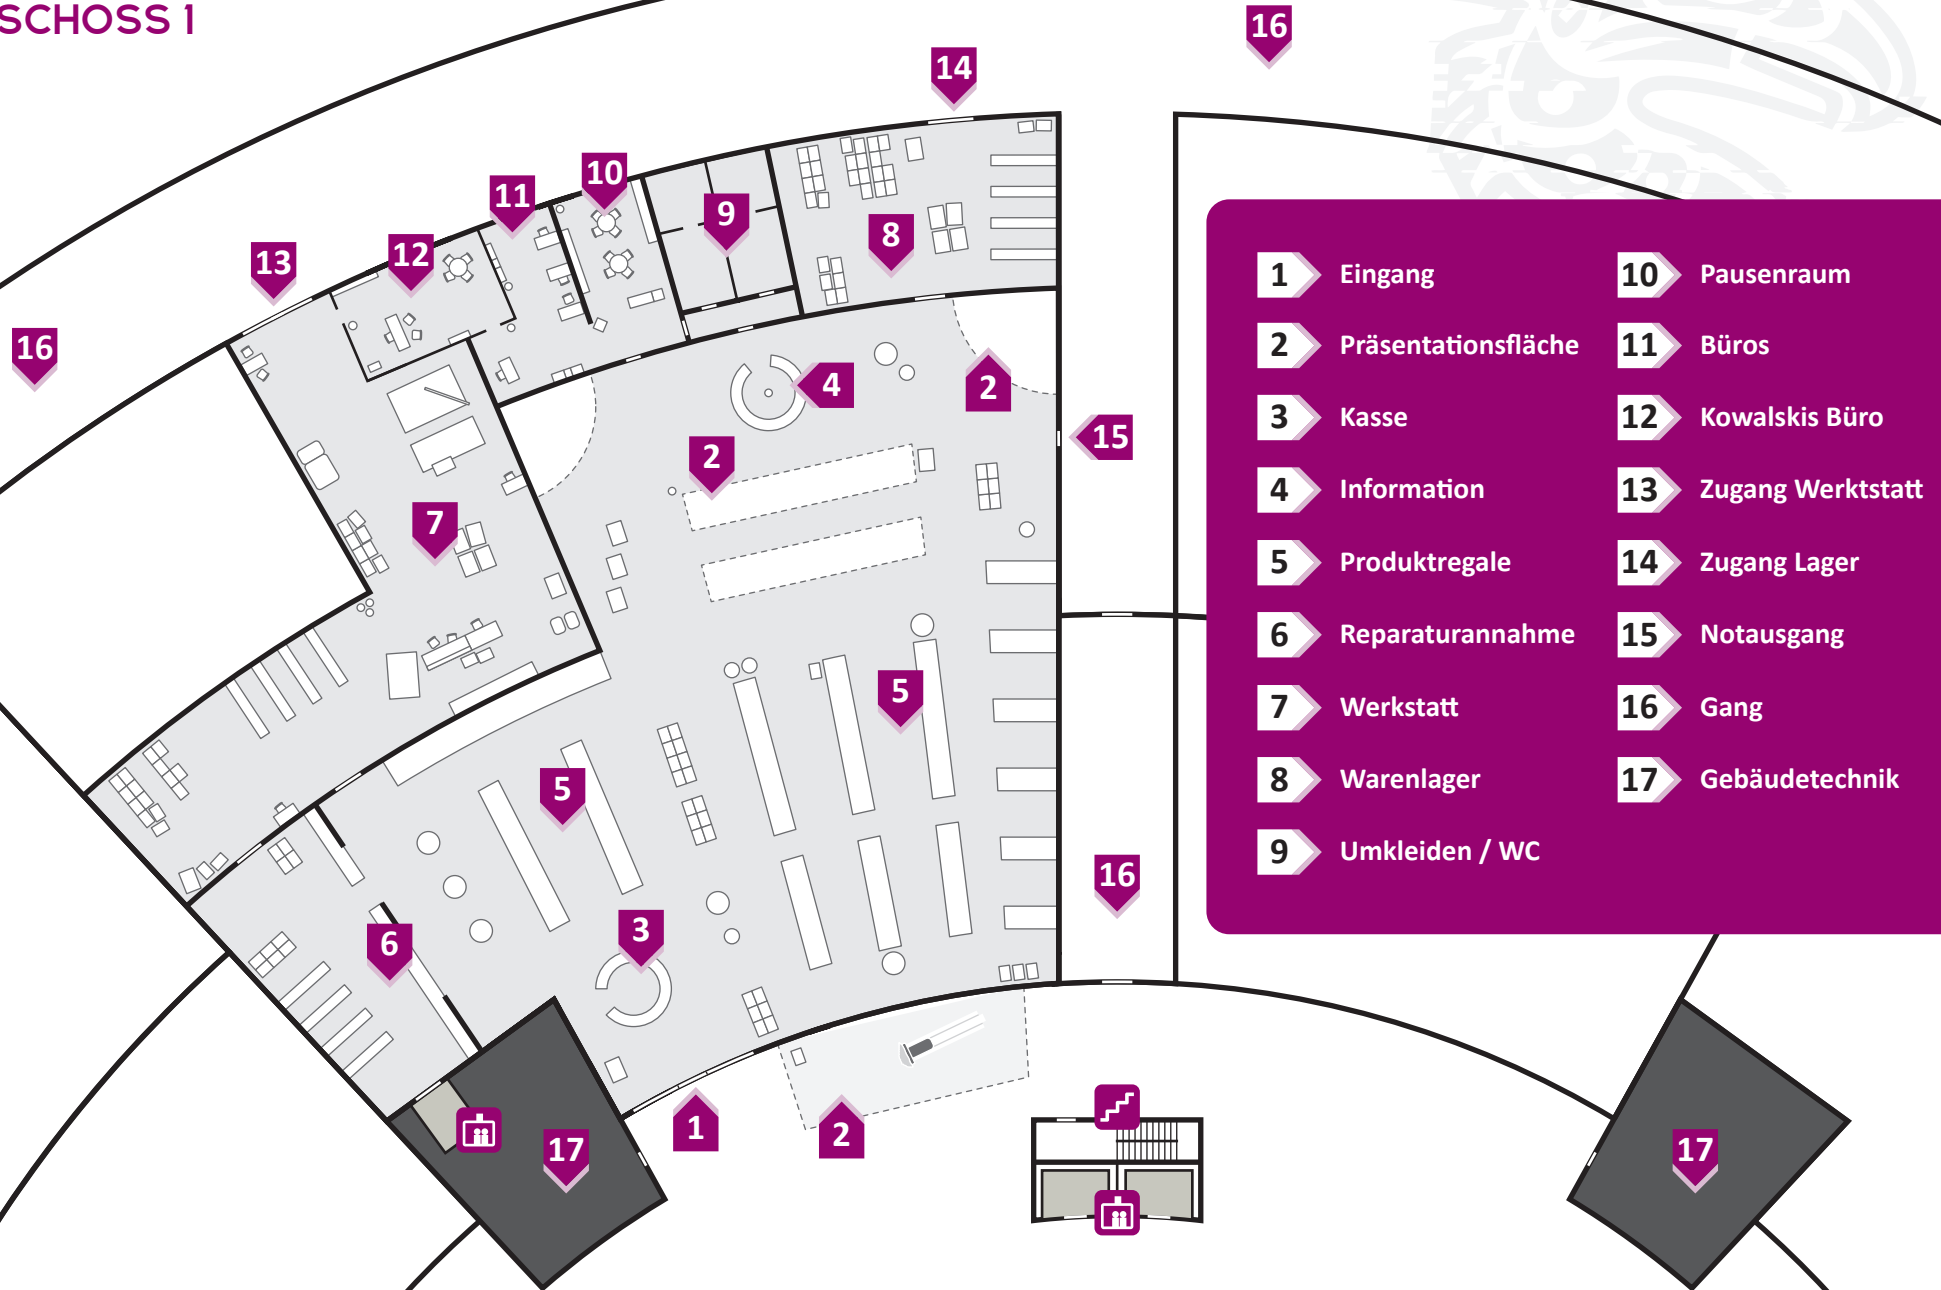 SCHOSS 1
16
14
10
11
9
12
8
13
16
4
2
15
2
7
5
5
16
3
6
1
2
17
17
1 Eingang
2 Präsentationsfläche
3 Kasse
4 Information
5 Produktregale
6 Reparaturannahme
7 Werkstatt
8 Warenlager
9 Umkleiden / WC
10 Pausenraum
11 Büros
12 Kowalskis Büro
13 Zugang Werktstatt
14 Zugang Lager
15 Notausgang
16 Gang
17 Gebäudetechnik